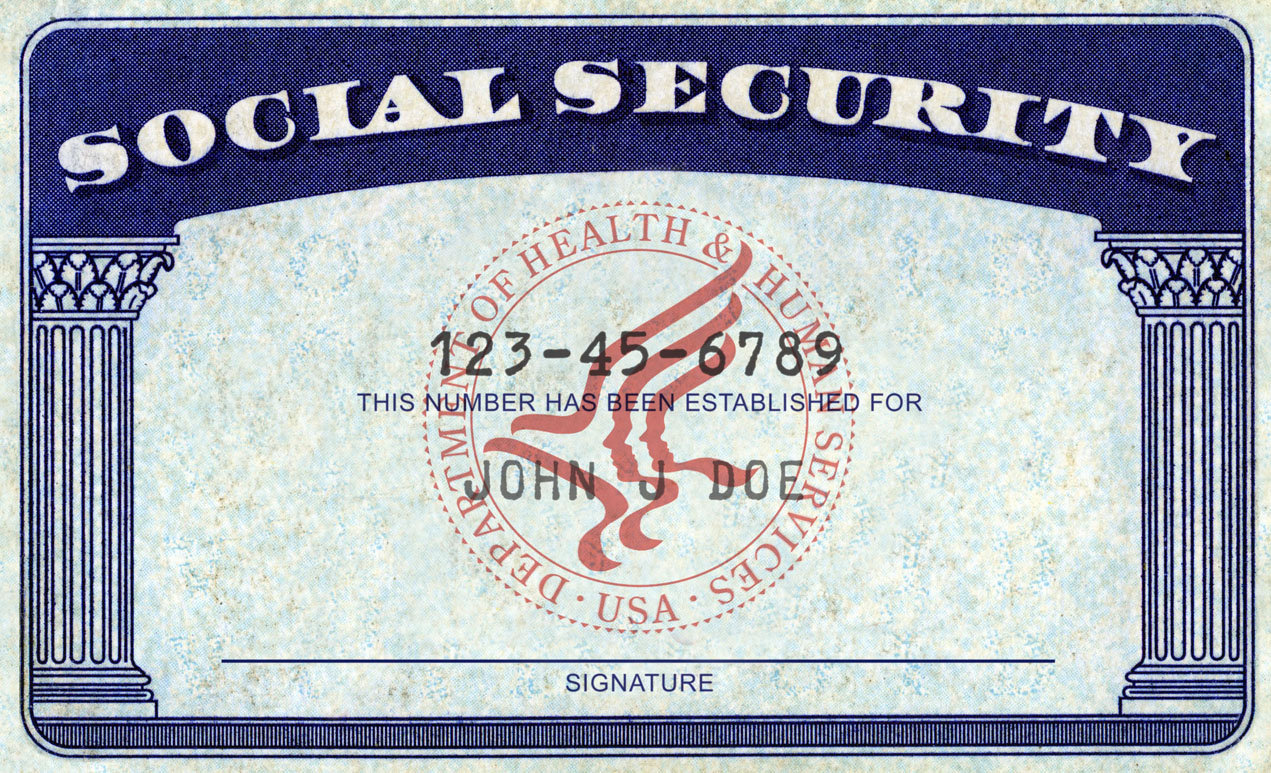 SOCIAL SECURITY
DEPARTMENT OF HEALTH & HUMAN SERVICES · USA ·
123-45-6789
THIS NUMBER HAS BEEN ESTABLISHED FOR
JOHN J DOE
SIGNATURE